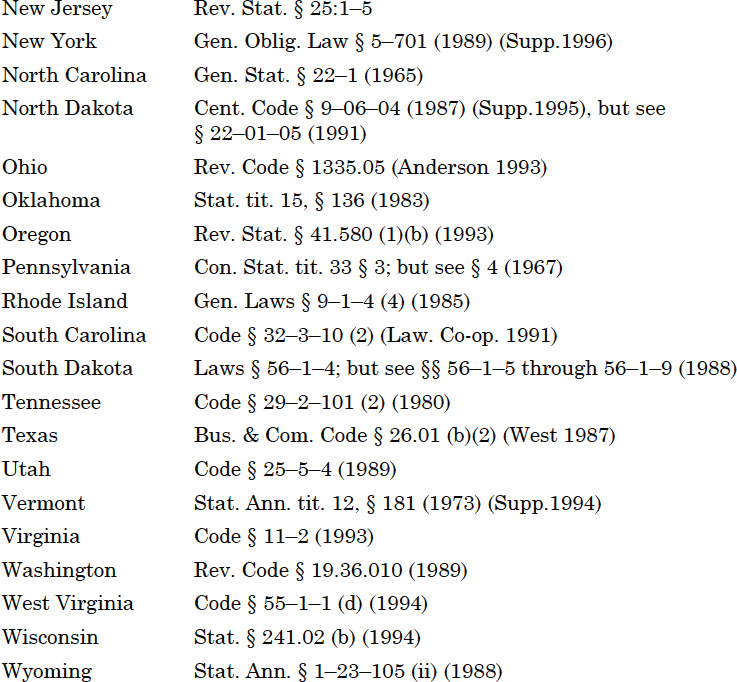 New Jersey Rev. Stat. § 25:1–5
New York Gen. Oblig. Law § 5–701 (1989) (Supp.1996)
North Carolina Gen. Stat. § 22–1 (1965)
North Dakota Cent. Code § 9–06–04 (1987) (Supp.1995), but see
§ 22–01–05 (1991)
Ohio Rev. Code § 1335.05 (Anderson 1993)
Oklahoma Stat. tit. 15, § 136 (1983)
Oregon Rev. Stat. § 41.580 (1)(b) (1993)
Pennsylvania Con. Stat. tit. 33 § 3; but see § 4 (1967)
Rhode Island Gen. Laws § 9–1–4 (4) (1985)
South Carolina Code § 32–3–10 (2) (Law. Co-op. 1991)
South Dakota Laws § 56–1–4; but see §§ 56–1–5 through 56–1–9 (1988)
Tennessee Code § 29–2–101 (2) (1980)
Texas Bus. & Com. Code § 26.01 (b)(2) (West 1987)
Utah Code § 25–5–4 (1989)
Vermont Stat. Ann. tit. 12, § 181 (1973) (Supp.1994)
Virginia Code § 11–2 (1993)
Washington Rev. Code § 19.36.010 (1989)
West Virginia Code § 55–1–1 (d) (1994)
Wisconsin Stat. § 241.02 (b) (1994)
Wyoming Stat. Ann. § 1–23–105 (ii) (1988)